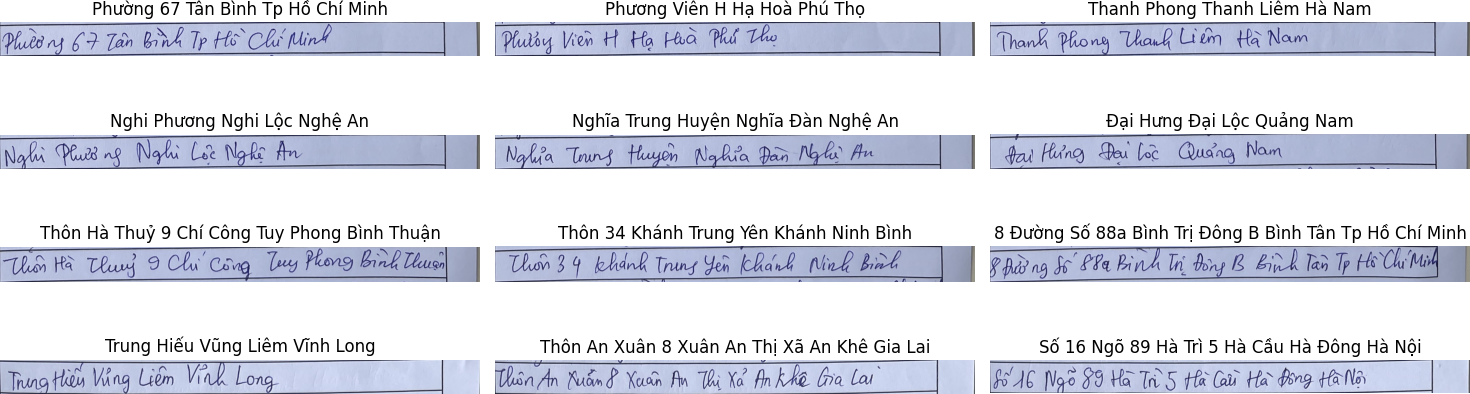 Phường 67 Tân Bình Tp Hồ Chí Minh
Phương Viên H Hạ Hoà Phú Thọ
Thanh Phong Thanh Liêm Hà Nam
Phường 67 Tân Bình Tp Hồ Chí Minh
Phương Viên H Hạ Hoà Phú Thọ
Thanh Phong Thanh Liêm Hà Nam
Nghi Phương Nghi Lộc Nghệ An
Nghĩa Trung Huyện Nghĩa Đàn Nghệ An
Đại Hưng Đại Lộc Quảng Nam
Nghi Phương Nghi Lộc Nghệ An
Nghĩa Trung Huyện Nghĩa Đàn Nghệ An
Đại Hưng Đại Lộc Quảng Nam
Thôn Hà Thuỷ 9 Chí Công Tuy Phong Bình Thuận
Thôn 34 Khánh Trung Yên Khánh Ninh Bình
8 Đường Số 88a Bình Trị Đông B Bình Tân Tp Hồ Chí Minh
Thôn Hà Thuỷ 9 Chí Công Tuy Phong Bình Thuận
Thôn 34 Khánh Trung Yên Khánh Ninh Bình
8 Đường Số 88a Bình Trị Đông B Bình Tân Tp Hồ Chí Minh
Trung Hiếu Vũng Liêm Vĩnh Long
Thôn An Xuân 8 Xuân An Thị Xã An Khê Gia Lai
Số 16 Ngõ 89 Hà Trì 5 Hà Cầu Hà Đông Hà Nội
Trung Hiếu Vũng Liêm Vĩnh Long
Thôn An Xuân 8 Xuân An Thị Xã An Khê Gia Lai
Số 16 Ngõ 89 Hà Trì 5 Hà Cầu Hà Đông Hà Nội